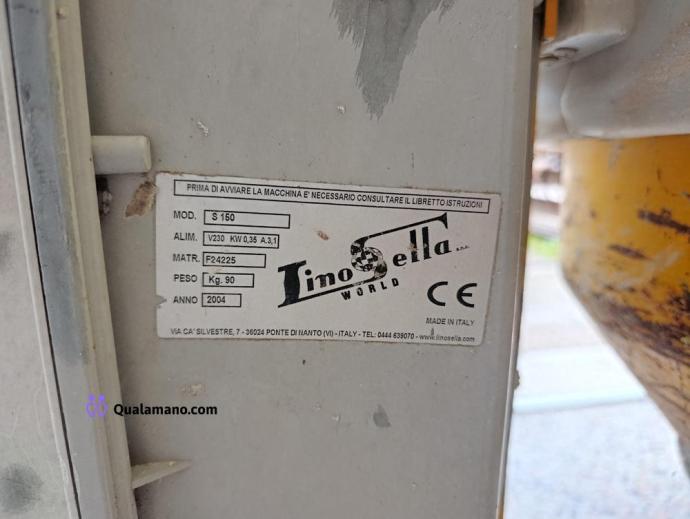 PRIMA DI AVVIARE LA MACCHINA E' NECESSARIO CONSULTARE IL LIBRETTO ISTRUZIONI
MOD. S 150
ALIM. V230 KW 0,35 A.3,1
MATR. F24225
PESO Kg. 90
ANNO 2004
Lino Sella s.n.c.
WORLD
CE
MADE IN ITALY
VIA CA' SILVESTRE, 7 - 36024 PONTE DI NANTO (VI) - ITALY - TEL: 0444 639070 - www.linosella.com
Qualamano.com